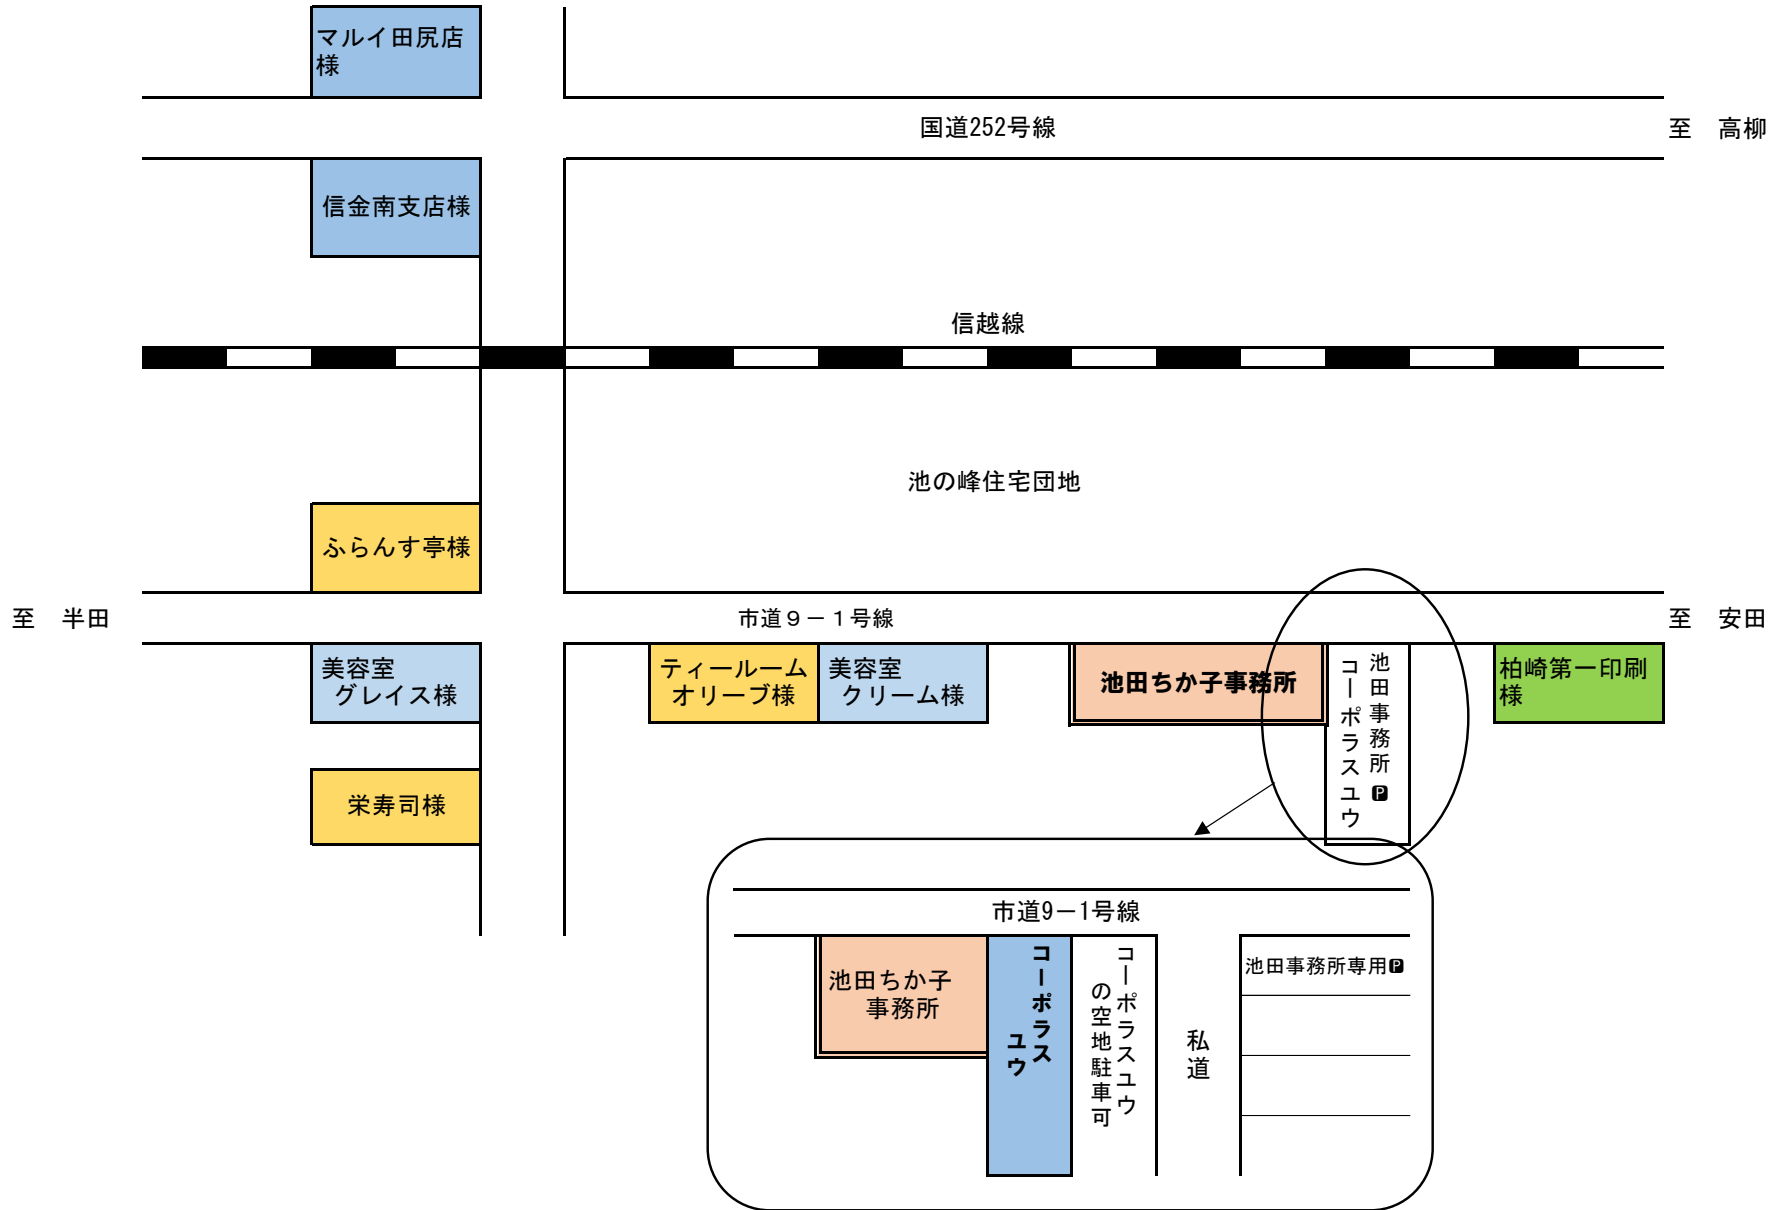 マルイ田尻店
様
国道252号線
至　高柳
信金南支店様
信越線
池の峰住宅団地
ふらんす亭様
至　半田
市道９－１号線
至　安田
美容室
グレイス様
ティールーム
オリーブ様
美容室
クリーム様
池田ちか子事務所
池田事務所🅿
コーポラスユウ
柏崎第一印刷
様
栄寿司様
市道9－1号線
池田ちか子
事務所
コーポラス
ユウ
コーポラスユウ
の空地駐車可
私道
池田事務所専用🅿